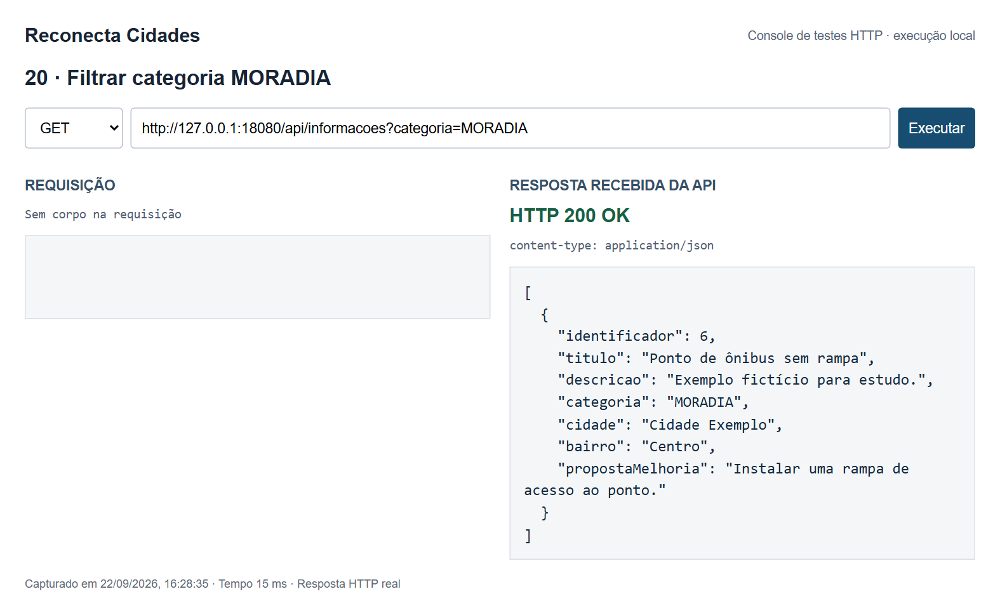 Reconecta Cidades
Console de testes HTTP · execução local
20 · Filtrar categoria MORADIA
GET
http://127.0.0.1:18080/api/informacoes?categoria=MORADIA
Executar
REQUISIÇÃO
Sem corpo na requisição
RESPOSTA RECEBIDA DA API
HTTP 200 OK
content-type: application/json
[
  {
    "identificador": 6,
    "titulo": "Ponto de ônibus sem rampa",
    "descricao": "Exemplo fictício para estudo.",
    "categoria": "MORADIA",
    "cidade": "Cidade Exemplo",
    "bairro": "Centro",
    "propostaMelhoria": "Instalar uma rampa de
acesso ao ponto."
  }
]
Capturado em 22/09/2026, 16:28:35 · Tempo 15 ms · Resposta HTTP real